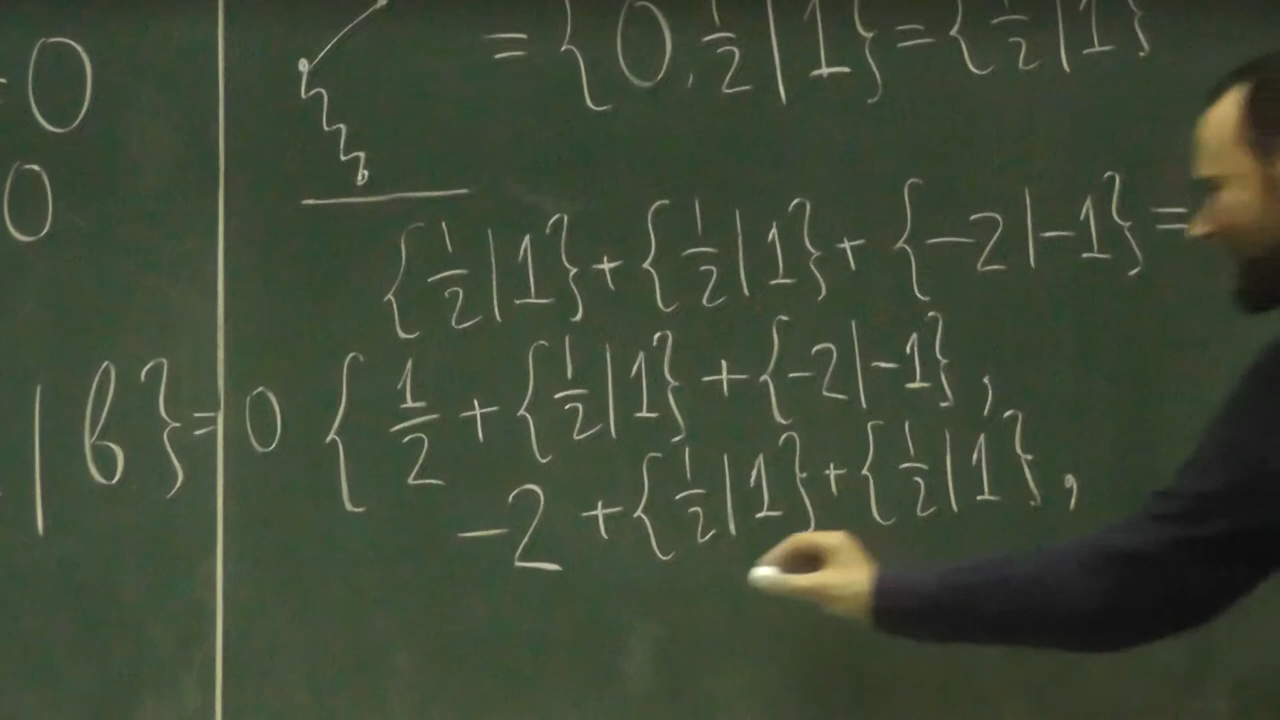 = 0
0
| b} = 0
= {0, 1/2 | 1} = {1/2 | 1}
{1/2 | 1} + {1/2 | 1} + {-2 | -1} =
{1/2 + {1/2 | 1} + {-2 | -1},
-2 + {1/2 | 1} + {1/2 | 1},